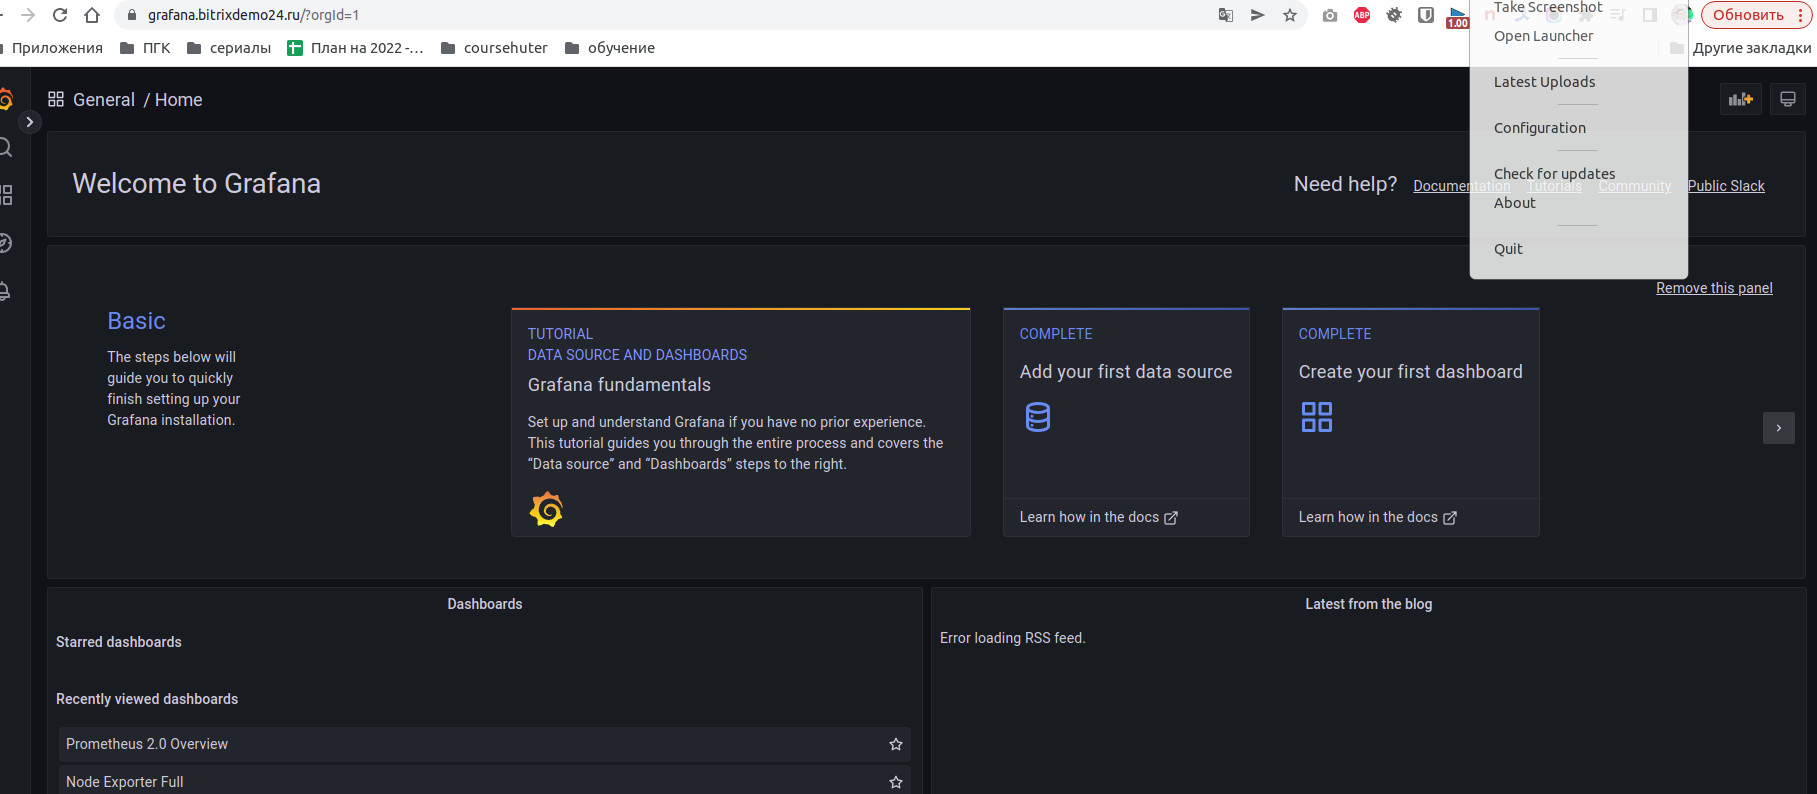 grafana.bitrixdemo24.ru/?orgId=1
ABP
1.00
Обновить
Приложения
ПГК
сериалы
План на 2022 -...
coursehuter
обучение
Другие закладки
Take Screenshot
Open Launcher
Latest Uploads
Configuration
Check for updates
About
Quit
General / Home
Welcome to Grafana
Need help? Documentation Tutorials Community Public Slack
Remove this panel
Basic
The steps below will
guide you to quickly
finish setting up your
Grafana installation.
TUTORIAL
DATA SOURCE AND DASHBOARDS
Grafana fundamentals
Set up and understand Grafana if you have no prior experience.
This tutorial guides you through the entire process and covers the
“Data source” and “Dashboards” steps to the right.
COMPLETE
Add your first data source
Learn how in the docs
COMPLETE
Create your first dashboard
Learn how in the docs
Dashboards
Starred dashboards
Recently viewed dashboards
Prometheus 2.0 Overview
Node Exporter Full
Latest from the blog
Error loading RSS feed.